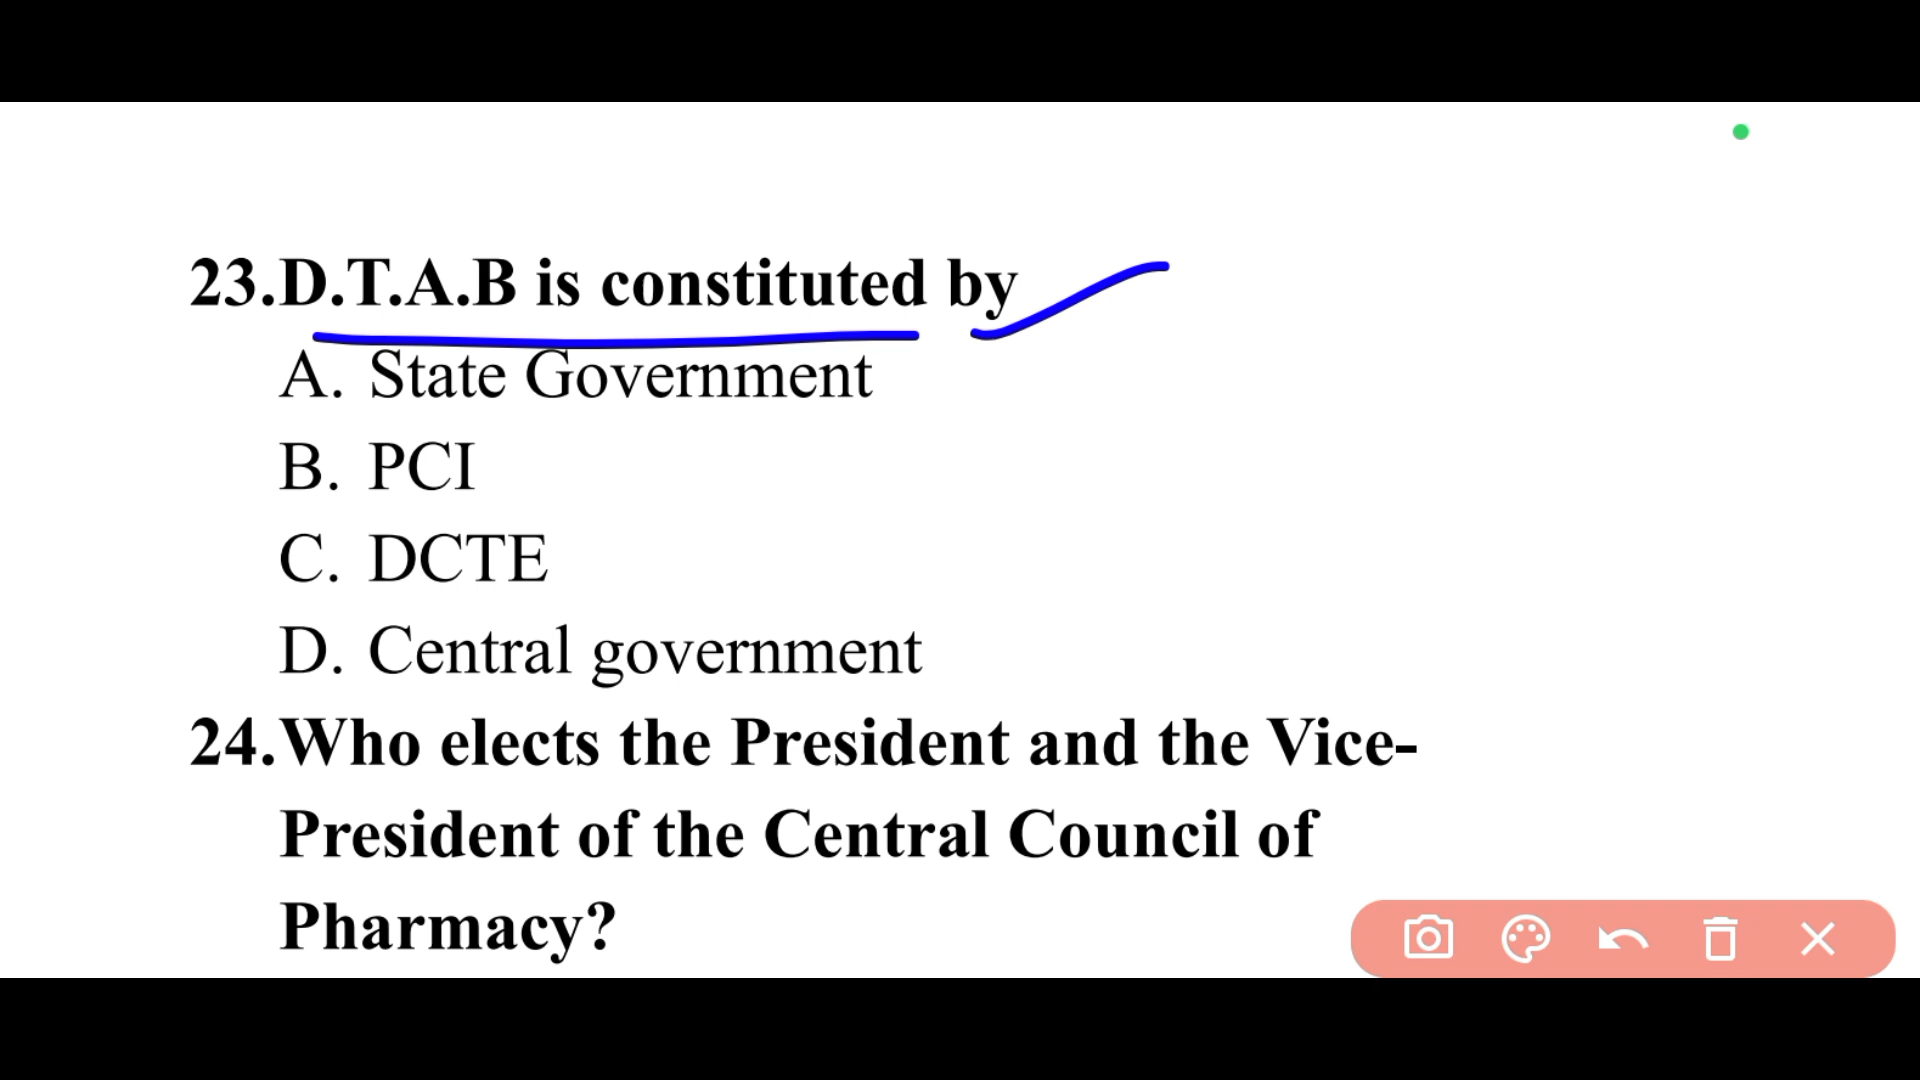 23.D.T.A.B is constituted by
A. State Government
B. PCI
C. DCTE
D. Central government
24.Who elects the President and the Vice-
President of the Central Council of
Pharmacy?